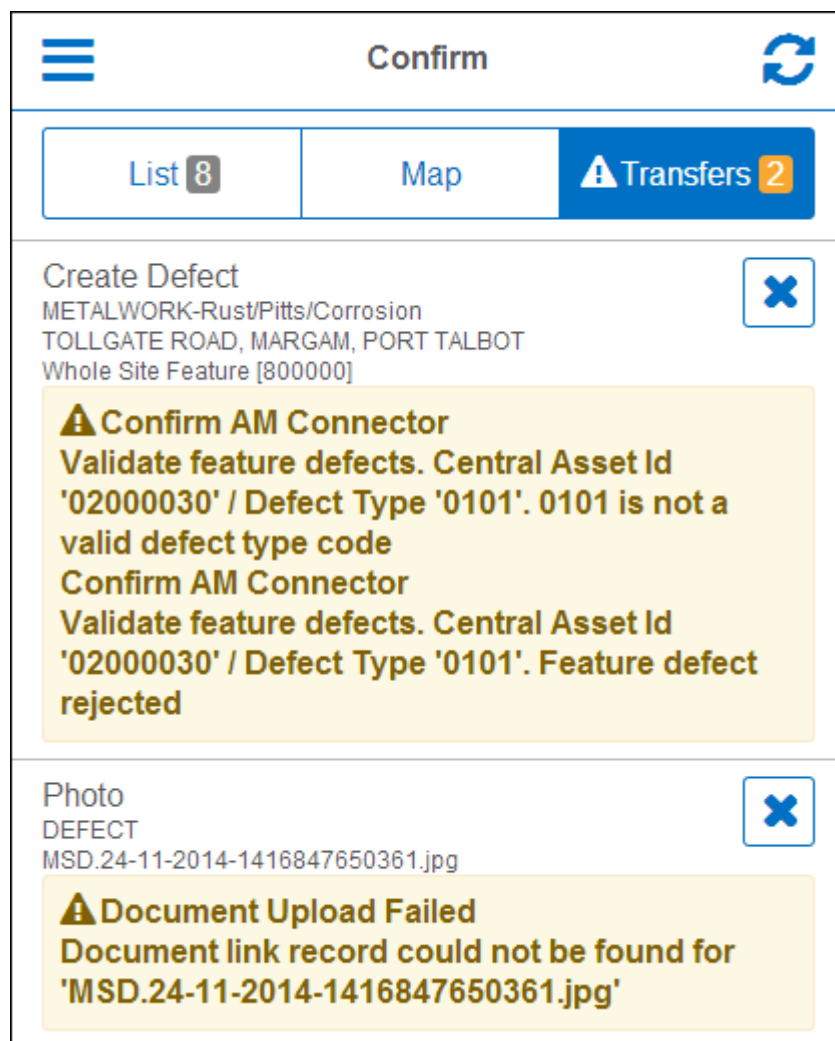 Confirm
List 8
Map
Transfers 2
Create Defect
METALWORK-Rust/Pitts/Corrosion
TOLLGATE ROAD, MARGAM, PORT TALBOT
Whole Site Feature [800000]
Confirm AM Connector
Validate feature defects. Central Asset Id
'02000030' / Defect Type '0101'. 0101 is not a
valid defect type code
Confirm AM Connector
Validate feature defects. Central Asset Id
'02000030' / Defect Type '0101'. Feature defect
rejected
Photo
DEFECT
MSD.24-11-2014-1416847650361.jpg
Document Upload Failed
Document link record could not be found for
'MSD.24-11-2014-1416847650361.jpg'